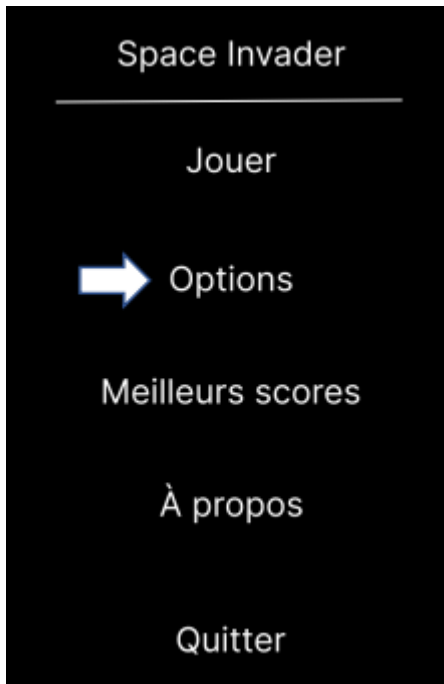 Space Invader
Jouer
Options
Meilleurs scores
À propos
Quitter